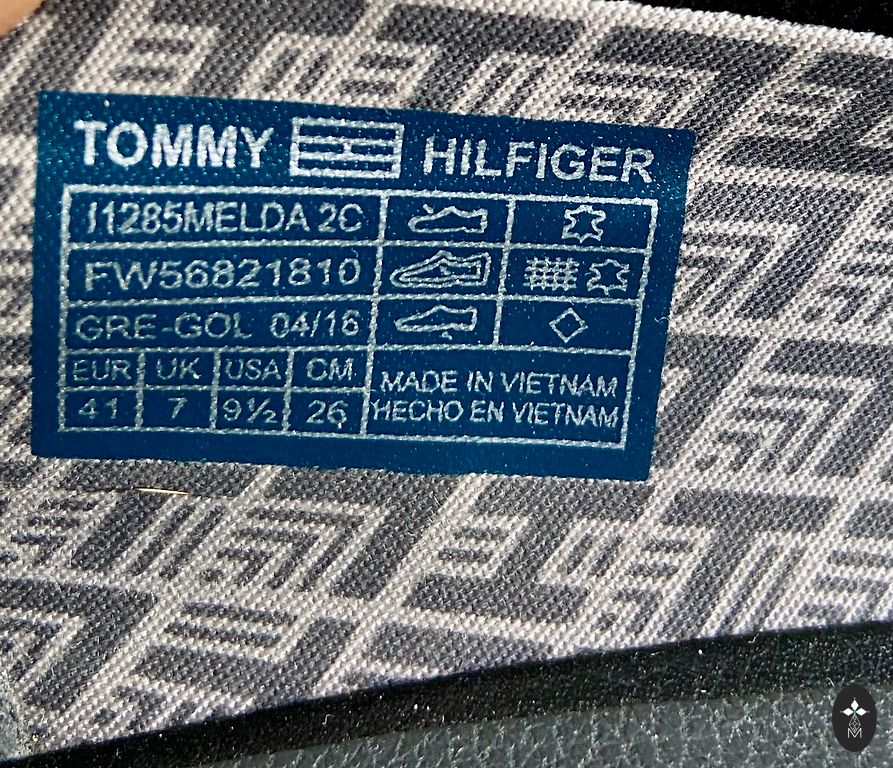 TOMMY HILFIGER
I1285MELDA 2C
FW56821810
GRE-GOL 04/16
EUR UK USA CM
41 7 9½ 26
MADE IN VIETNAM
HECHO EN VIETNAM
M